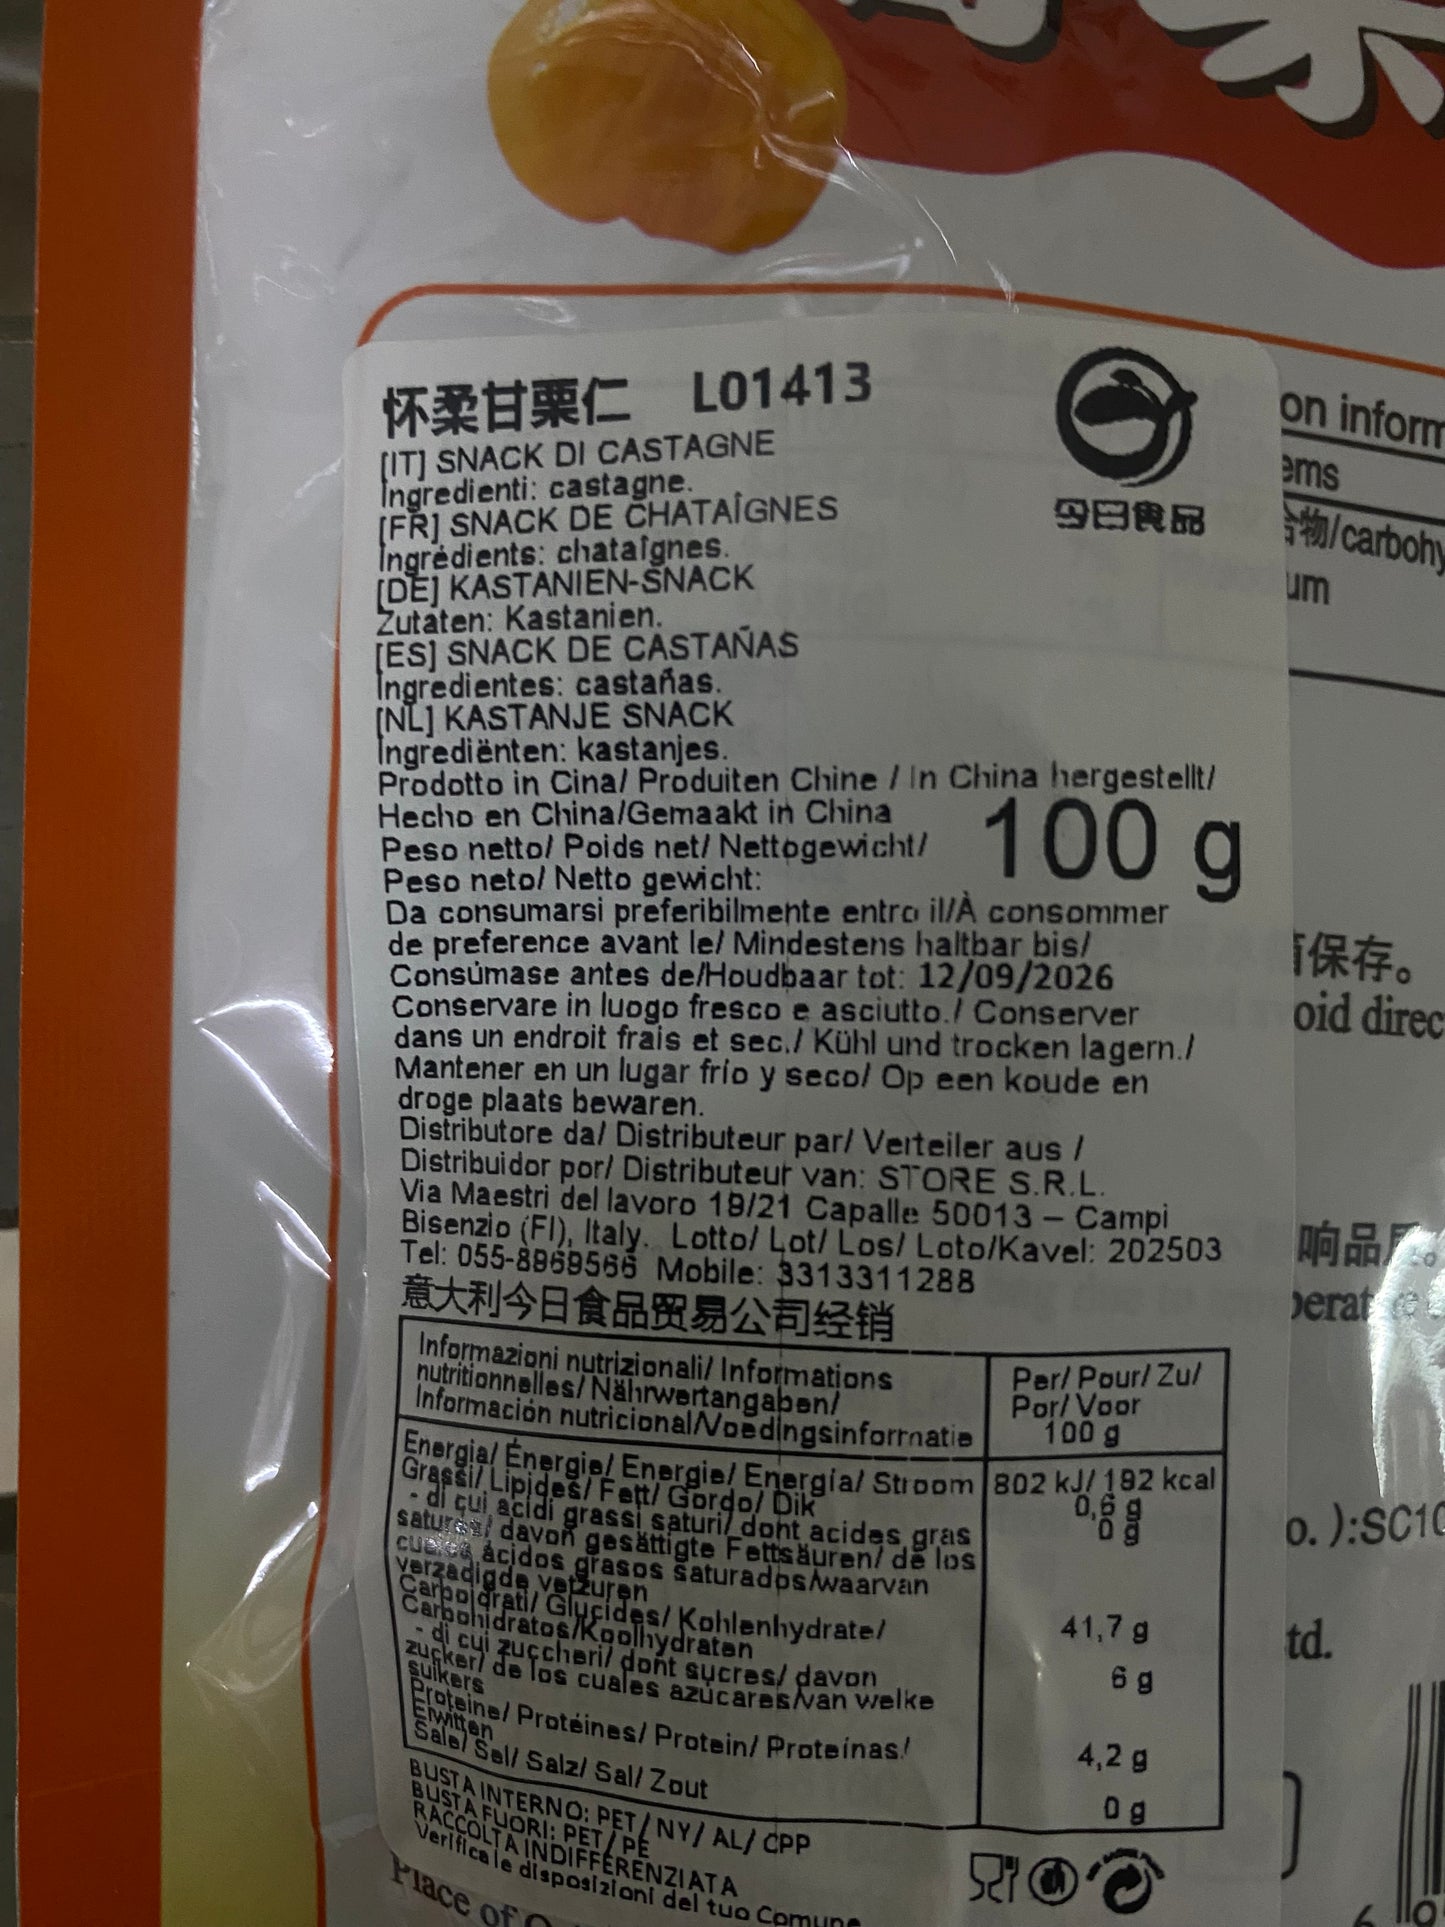 怀柔甘栗仁 L01413
今日食品
[IT] SNACK DI CASTAGNE
Ingredienti: castagne.
[FR] SNACK DE CHATAÎGNES
Ingrédients: chataîgnes.
[DE] KASTANIEN-SNACK
Zutaten: Kastanien.
[ES] SNACK DE CASTAÑAS
Ingredientes: castañas.
[NL] KASTANJE SNACK
Ingrediënten: kastanjes.
Prodotto in Cina/ Produiten Chine / In China hergestellt/
Hecho en China/Gemaakt in China
Peso netto/ Poids net/ Nettogewicht/
Peso neto/ Netto gewicht:
100 g
Da consumarsi preferibilmente entro il/À consommer
de preference avant le/ Mindestens haltbar bis/
Consúmase antes de/Houdbaar tot: 12/09/2026
Conservare in luogo fresco e asciutto./ Conserver
dans un endroit frais et sec./ Kühl und trocken lagern./
Mantener en un lugar frío y seco/ Op een koude en
droge plaats bewaren.
Distributore da/ Distributeur par/ Verteiler aus /
Distribuidor por/ Distributeur van: STORE S.R.L.
Via Maestri del lavoro 19/21 Capalle 50013 – Campi
Bisenzio (FI), Italy. Lotto/ Lot/ Los/ Loto/Kavel: 202503
Tel: 055-8969566 Mobile: 3313311288
意大利今日食品贸易公司经销
Informazioni nutrizionali/ Informations
nutritionnelles/ Nährwertangaben/
Información nutricional/Voedingsinformatie
Per/ Pour/ Zu/
Por/ Voor
100 g
Energia/ Énergie/ Energie/ Energía/ Stroom 802 kJ/ 192 kcal
Grassi/ Lipides/ Fett/ Gordo/ Dik 0,6 g
- di cui acidi grassi saturi/ dont acides gras 0 g
davon gesättigte Fettsäuren/ de los
ácidos grasos saturados/waarvan
verzadigde vetzuren
Carboidrati/ Glucides/ Kohlenhydrate/ 41,7 g
Carbohidratos/Koolhydraten
- di cui zuccheri/ dont sucres/ davon 6 g
zucker/ de los cuales azúcares/van welke
suikers
Proteine/ Protéines/ Protein/ Proteínas/ 4,2 g
Eiwitten
Sale/ Sel/ Salz/ Sal/ Zout 0 g
BUSTA INTERNO: PET/ NY/ AL/ CPP
BUSTA FUORI: PET/ PE
RACCOLTA INDIFFERENZIATA
Verifica le disposizioni del tuo Comune
Place of
on inform
ems
合物/carbohy
um
保存。
oid direc
响品
perat
o. ):SC10
td.